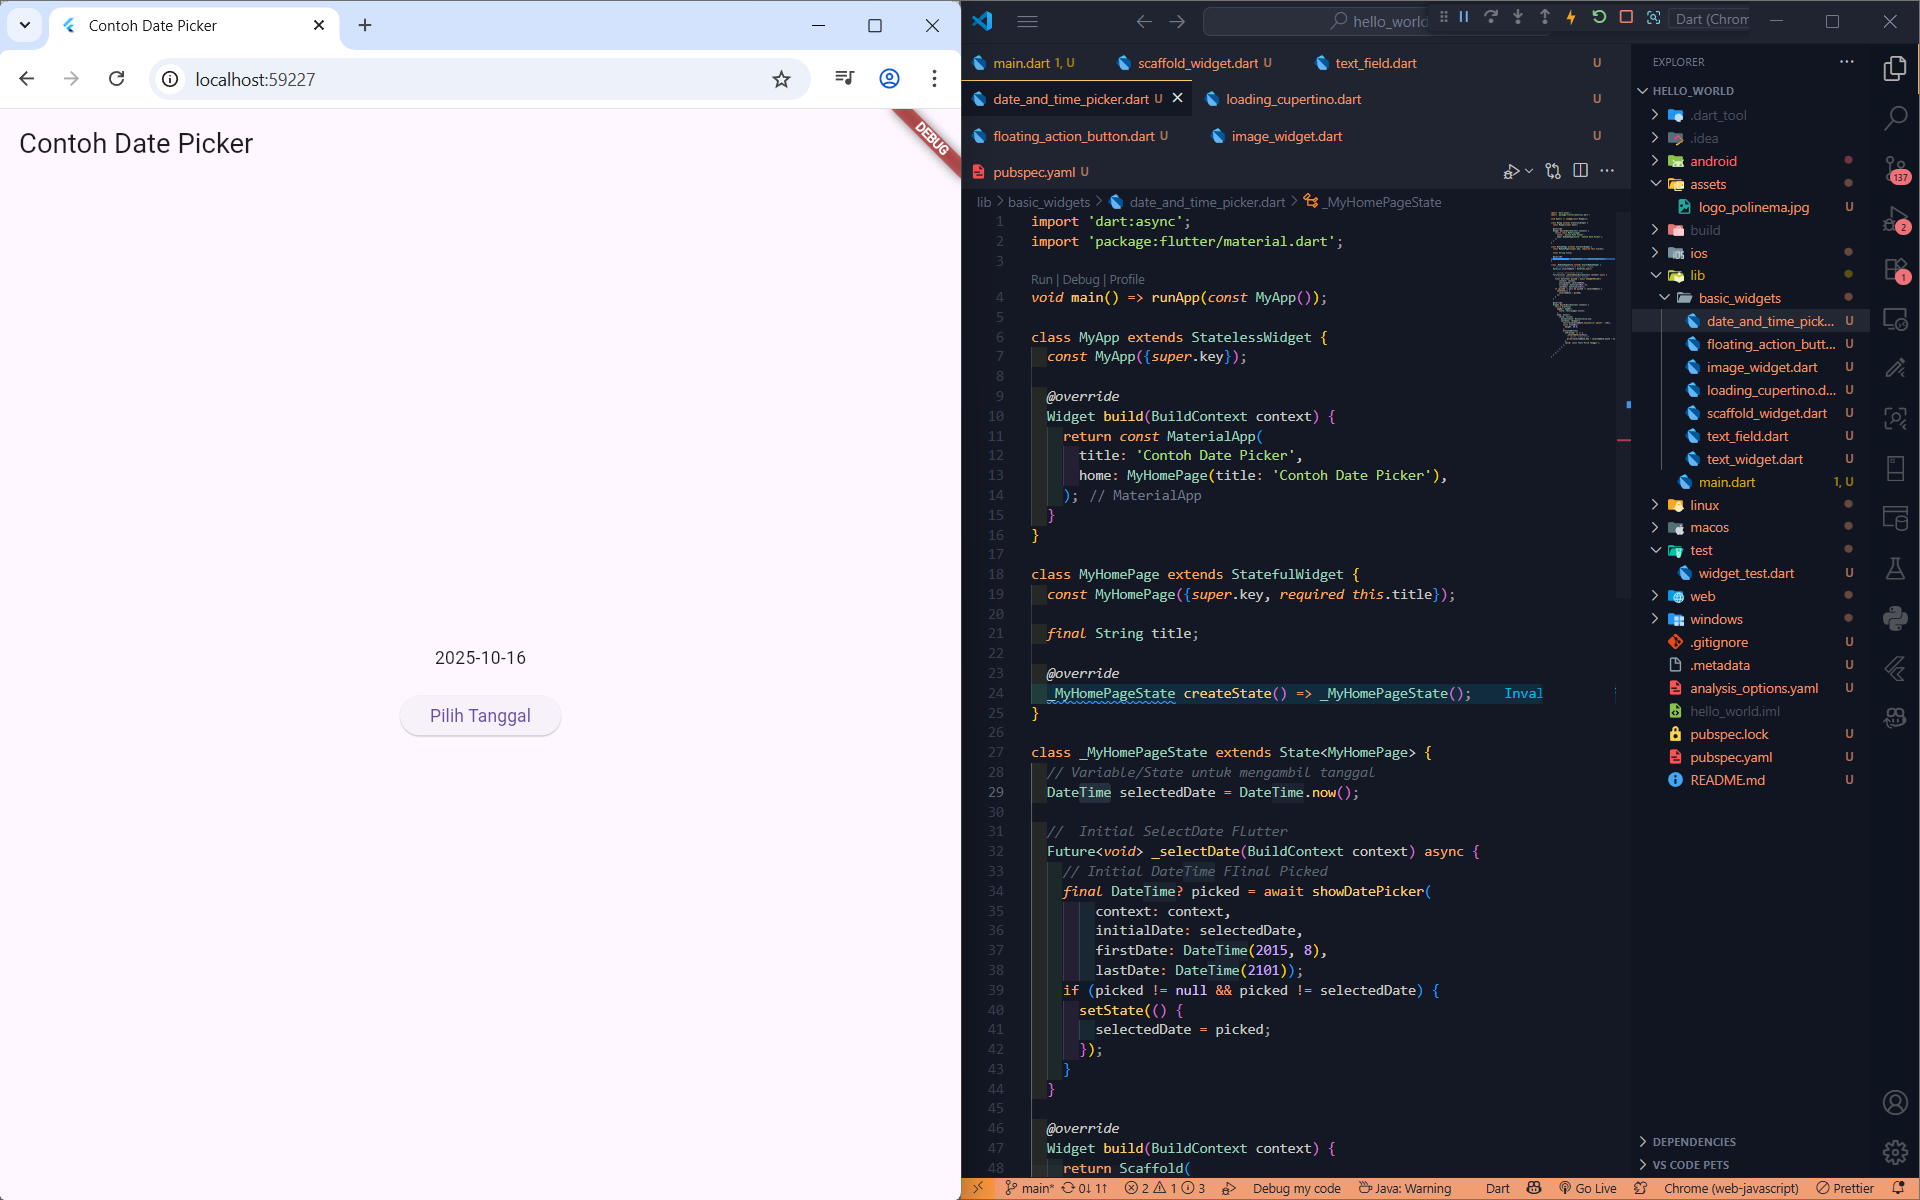 Contoh Date Picker
localhost:59227
Contoh Date Picker
DEBUG
2025-10-16
Pilih Tanggal
hello_world
Dart (Chrom
main.dart 1, U
scaffold_widget.dart U
text_field.dart U
date_and_time_picker.dart U
loading_cupertino.dart U
floating_action_button.dart U
image_widget.dart U
pubspec.yaml U
lib > basic_widgets > date_and_time_picker.dart > _MyHomePageState
1 import 'dart:async';
2 import 'package:flutter/material.dart';
3
Run | Debug | Profile
4 void main() => runApp(const MyApp());
5
6 class MyApp extends StatelessWidget {
7 const MyApp({super.key});
8
9 @override
10 Widget build(BuildContext context) {
11 return const MaterialApp(
12 title: 'Contoh Date Picker',
13 home: MyHomePage(title: 'Contoh Date Picker'),
14 ); // MaterialApp
15 }
16 }
17
18 class MyHomePage extends StatefulWidget {
19 const MyHomePage({super.key, required this.title});
20
21 final String title;
22
23 @override
24 _MyHomePageState createState() => _MyHomePageState(); Inval
25 }
26
27 class _MyHomePageState extends State<MyHomePage> {
28 // Variable/State untuk mengambil tanggal
29 DateTime selectedDate = DateTime.now();
30
31 //  Initial SelectDate FLutter
32 Future<void> _selectDate(BuildContext context) async {
33 // Initial DateTime FIinal Picked
34 final DateTime? picked = await showDatePicker(
35 context: context,
36 initialDate: selectedDate,
37 firstDate: DateTime(2015, 8),
38 lastDate: DateTime(2101));
39 if (picked != null && picked != selectedDate) {
40 setState(() {
41 selectedDate = picked;
42 });
43 }
44 }
45
46 @override
47 Widget build(BuildContext context) {
48 return Scaffold(
EXPLORER
HELLO_WORLD
.dart_tool
.idea
android
assets
logo_polinema.jpg U
build
ios
lib
basic_widgets
date_and_time_pick... U
floating_action_butt... U
image_widget.dart U
loading_cupertino.d... U
scaffold_widget.dart U
text_field.dart U
text_widget.dart U
main.dart 1, U
linux
macos
test
widget_test.dart U
web
windows
.gitignore U
.metadata U
analysis_options.yaml U
hello_world.iml
pubspec.lock U
pubspec.yaml U
README.md U
DEPENDENCIES
VS CODE PETS
137
2
1
main* 0↓ 1↑ 2 1 3 Debug my code Java: Warning Dart Go Live Chrome (web-javascript) Prettier